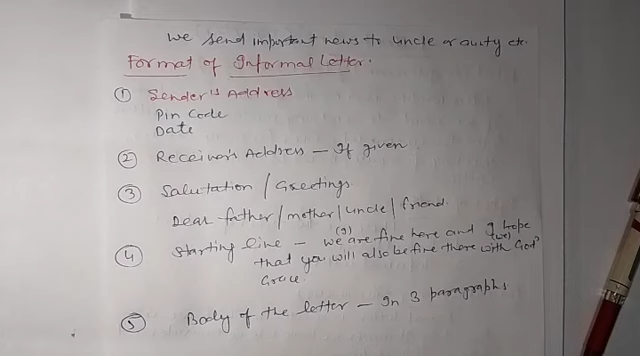 We send important news to uncle or aunty etc.
Format of Informal Letter.
① Sender's Address
Pin Code
Date
② Receiver's Address – If given
③ Salutation / Greetings
Dear father / mother / uncle / friend.
(I)
④ Starting line – We are fine here and I hope
(we)
that you will also be fine there with God
Grace.
⑤ Body of the letter – In 3 paragraphs